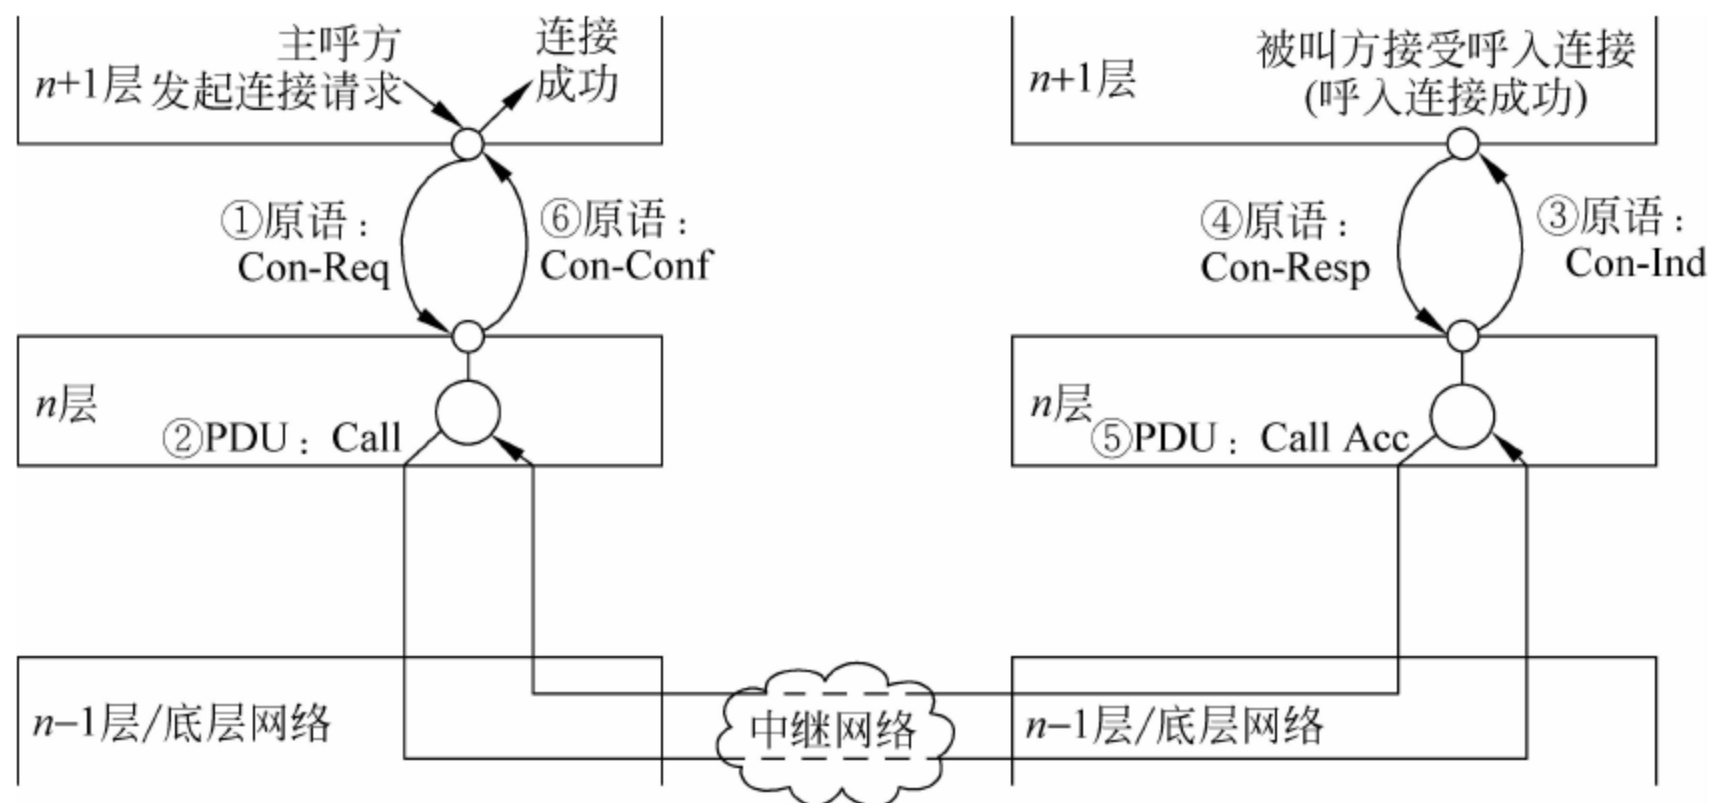 主呼方
发起连接请求
连接
成功
n+1层
①原语：
Con-Req
⑥原语：
Con-Conf
n层
②PDU：Call
n−1层/底层网络
中继网络
n+1层
被叫方接受呼入连接
(呼入连接成功)
④原语：
Con-Resp
③原语：
Con-Ind
n层
⑤PDU：Call Acc
n−1层/底层网络